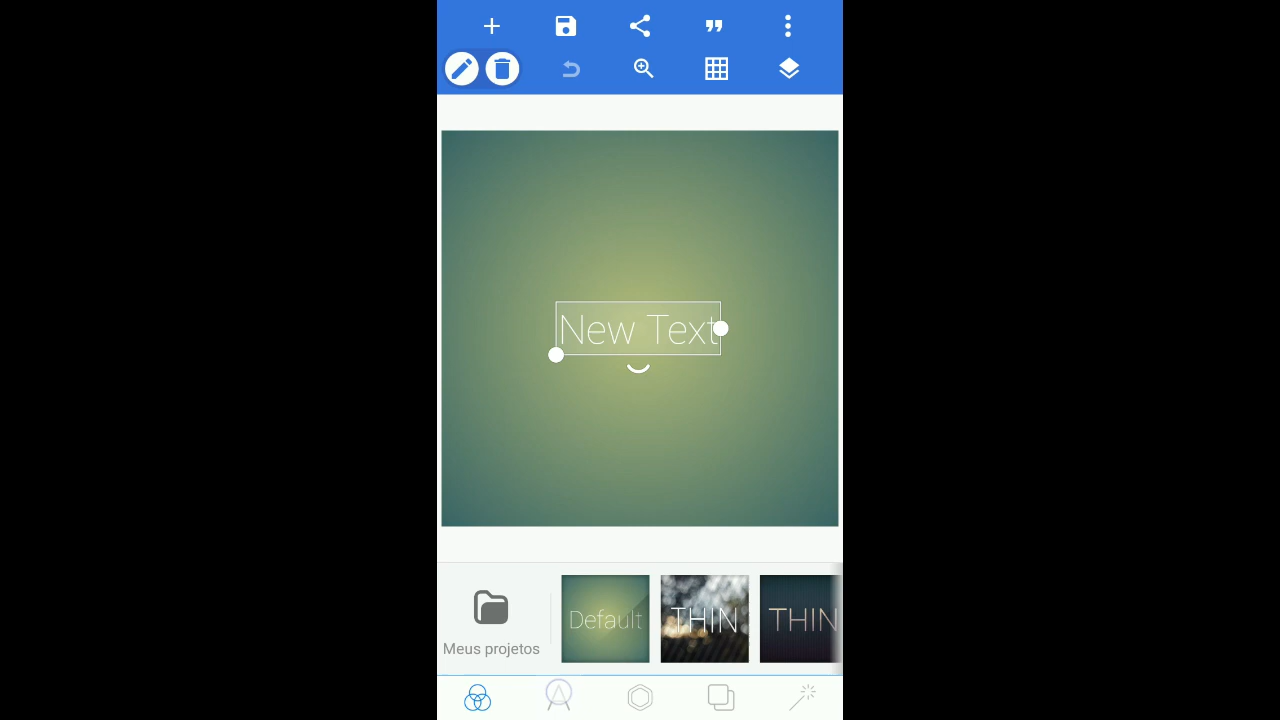 New Text
Default
THIN
THIN
Meus projetos